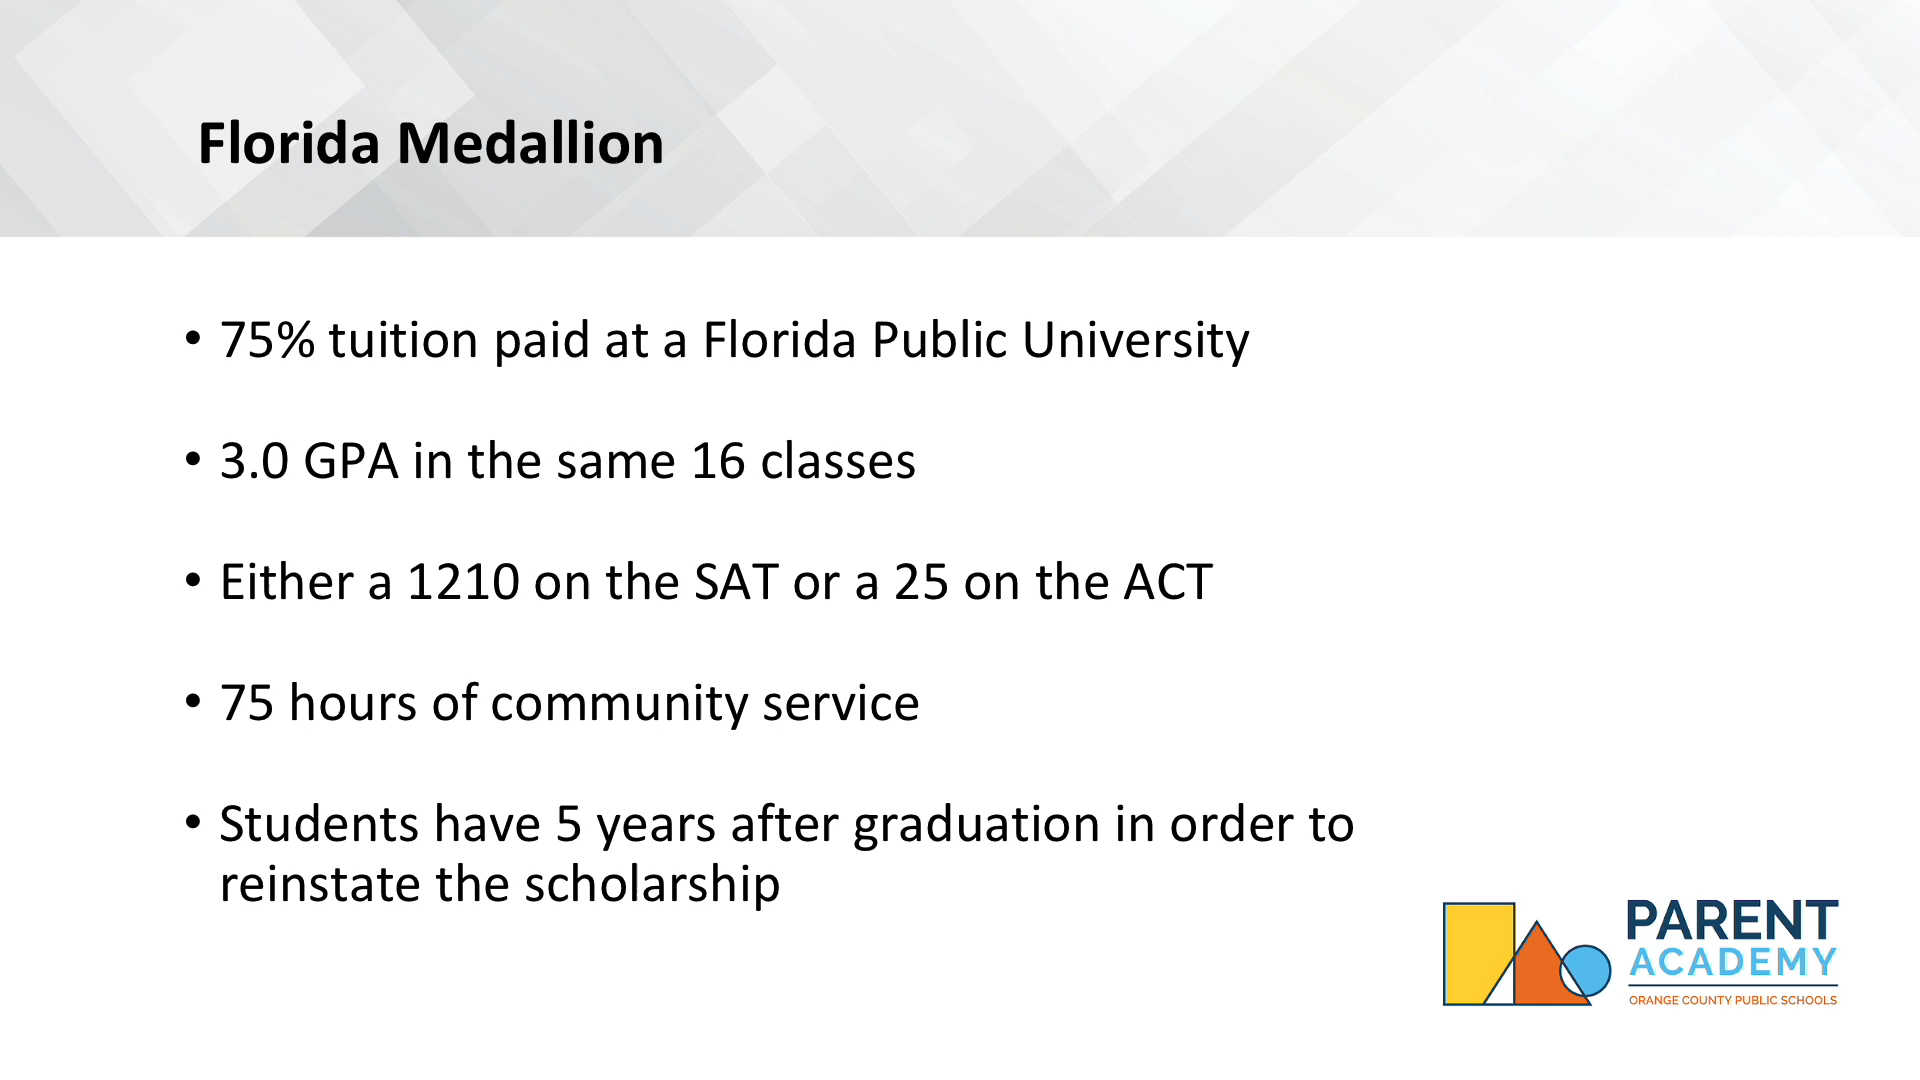 Florida Medallion
• 75% tuition paid at a Florida Public University
• 3.0 GPA in the same 16 classes
• Either a 1210 on the SAT or a 25 on the ACT
• 75 hours of community service
• Students have 5 years after graduation in order to
reinstate the scholarship
PARENT
ACADEMY
ORANGE COUNTY PUBLIC SCHOOLS